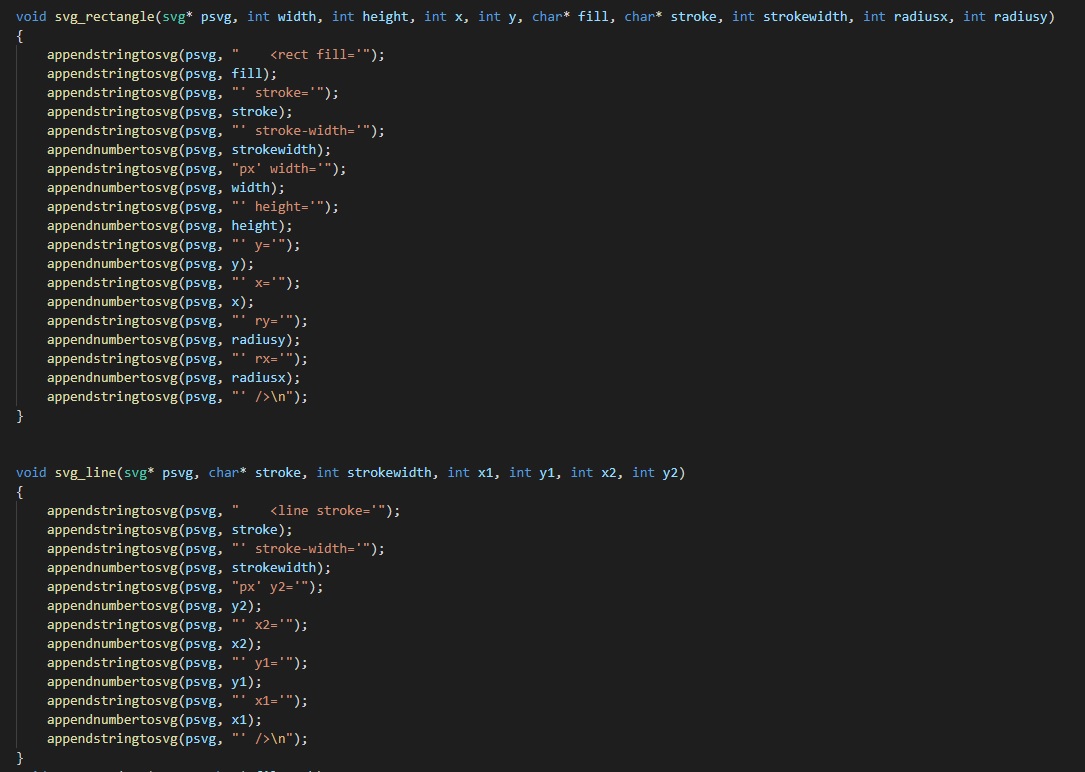 void svg_rectangle(svg* psvg, int width, int height, int x, int y, char* fill, char* stroke, int strokewidth, int radiusx, int radiusy)
{
    appendstringtosvg(psvg, "    <rect fill='");
    appendstringtosvg(psvg, fill);
    appendstringtosvg(psvg, "' stroke='");
    appendstringtosvg(psvg, stroke);
    appendstringtosvg(psvg, "' stroke-width='");
    appendnumbertosvg(psvg, strokewidth);
    appendstringtosvg(psvg, "px' width='");
    appendnumbertosvg(psvg, width);
    appendstringtosvg(psvg, "' height='");
    appendnumbertosvg(psvg, height);
    appendstringtosvg(psvg, "' y='");
    appendnumbertosvg(psvg, y);
    appendstringtosvg(psvg, "' x='");
    appendnumbertosvg(psvg, x);
    appendstringtosvg(psvg, "' ry='");
    appendnumbertosvg(psvg, radiusy);
    appendstringtosvg(psvg, "' rx='");
    appendnumbertosvg(psvg, radiusx);
    appendstringtosvg(psvg, "' />\n");
}
void svg_line(svg* psvg, char* stroke, int strokewidth, int x1, int y1, int x2, int y2)
{
    appendstringtosvg(psvg, "    <line stroke='");
    appendstringtosvg(psvg, stroke);
    appendstringtosvg(psvg, "' stroke-width='");
    appendnumbertosvg(psvg, strokewidth);
    appendstringtosvg(psvg, "px' y2='");
    appendnumbertosvg(psvg, y2);
    appendstringtosvg(psvg, "' x2='");
    appendnumbertosvg(psvg, x2);
    appendstringtosvg(psvg, "' y1='");
    appendnumbertosvg(psvg, y1);
    appendstringtosvg(psvg, "' x1='");
    appendnumbertosvg(psvg, x1);
    appendstringtosvg(psvg, "' />\n");
}